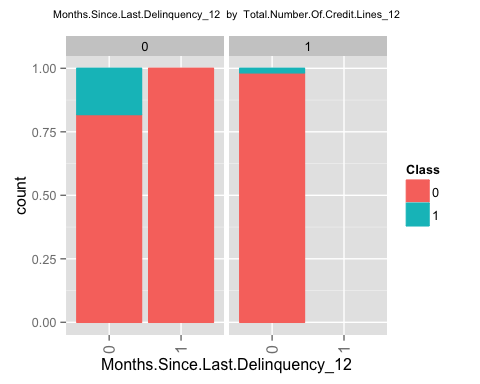 Months.Since.Last.Delinquency_12 by Total.Number.Of.Credit.Lines_12
0 1
1.00
0.75
0.50
0.25
0.00
count
0 1 0 1
Months.Since.Last.Delinquency_12
Class
0
1